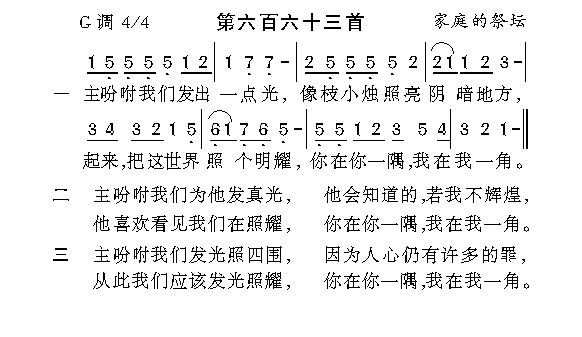 G 调 4/4 第六百六十三首 家庭的祭坛
1 5 5 5 5 1 2 | 1 7 7 - | 2 5 5 5 5 2 | 2 1 1 2 3 - |
一 主吩咐我们发出 一点光，像枝小烛照亮 阴 暗地方，
3 4 3 2 1 5 | 6 1 7 6 5 - | 5 5 1 2 3 5 4 | 3 2 1 - ||
起来,把这世界 照 个明耀，你在你一隅,我在我一角。
二 主吩咐我们为他发真光， 他会知道的,若我不辉煌，
他喜欢看见我们在照耀， 你在你一隅,我在我一角。
三 主吩咐我们发光照四围， 因为人心仍有许多的罪，
从此我们应该发光照耀， 你在你一隅,我在我一角。